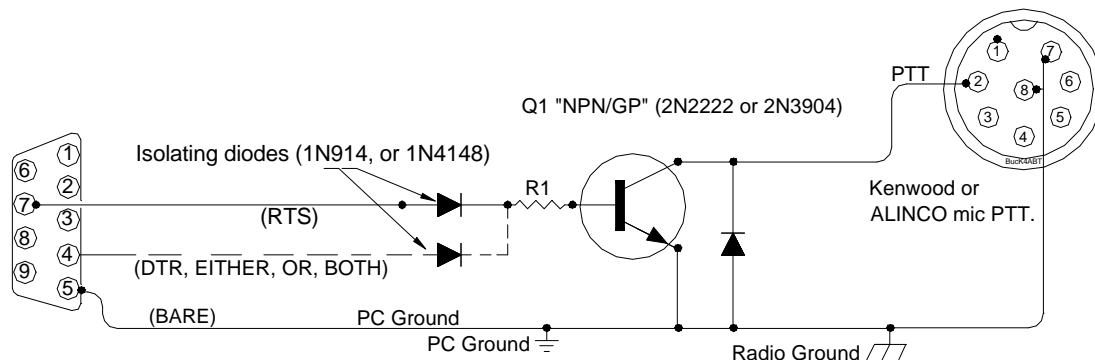 PTT
Q1 "NPN/GP" (2N2222 or 2N3904)
Isolating diodes (1N914, or 1N4148)
R1
(RTS)
(DTR, EITHER, OR, BOTH)
(BARE)
PC Ground
PC Ground
Radio Ground
Kenwood or
ALINCO mic PTT.
BucK4ABT
1
2
3
4
5
6
7
8
9
1
2
3
4
5
6
7
8